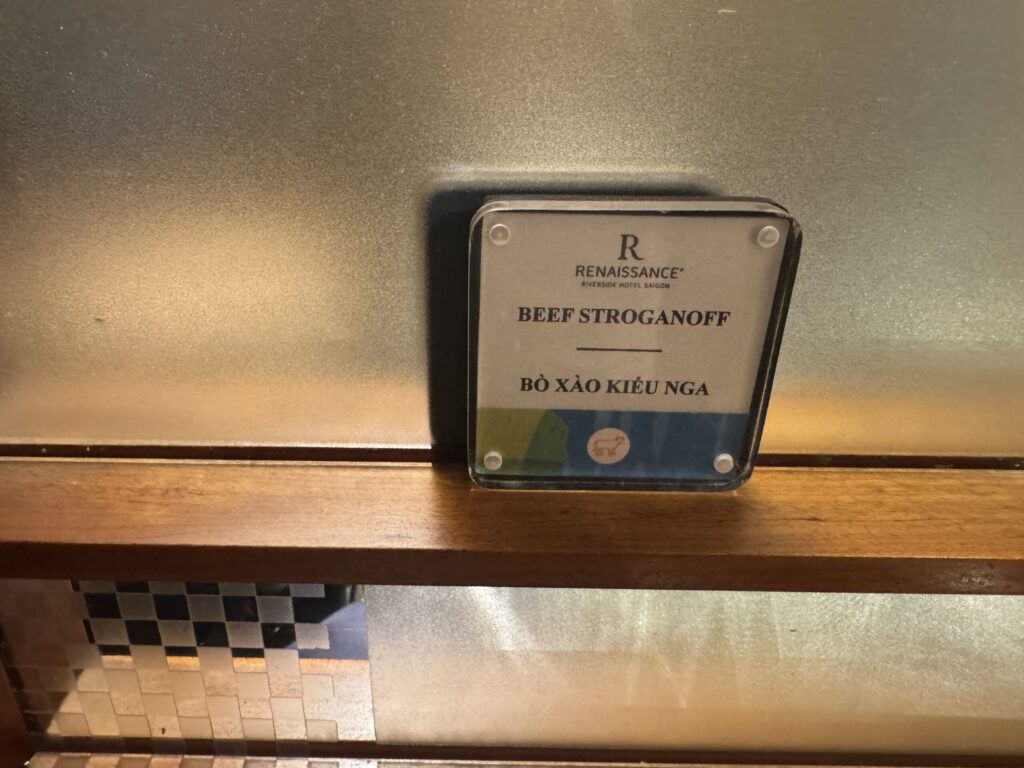 R
RENAISSANCE®
RIVERSIDE HOTEL SAIGON
BEEF STROGANOFF
BÒ XÀO KIỂU NGA